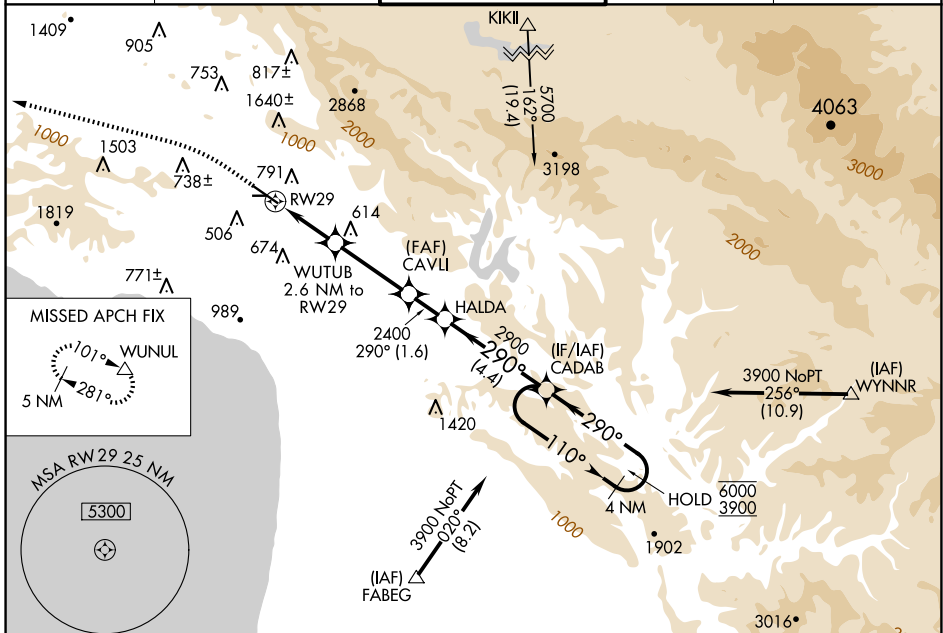 1409
905
753
817±
1640±
2868
KIKII
5700
162°
(19.4)
4063
1000
1000
2000
3198
3000
1503
738±
791
RW29
1819
506
674
614
2000
WUTUB
2.6 NM to
RW29
(FAF)
CAVLI
HALDA
771±
989
2400
290° (1.6)
2900
290°
(4.4)
(IF/IAF)
CADAB
MISSED APCH FIX
101°
WUNUL
281°
5 NM
3900 NoPT
256°
(10.9)
(IAF)
WYNNR
1420
290°
110°
4 NM
HOLD
6000
3900
MSA RW29 25 NM
5300
3900 NoPT
020°
(8.2)
1000
1902
(IAF)
FABEG
3016